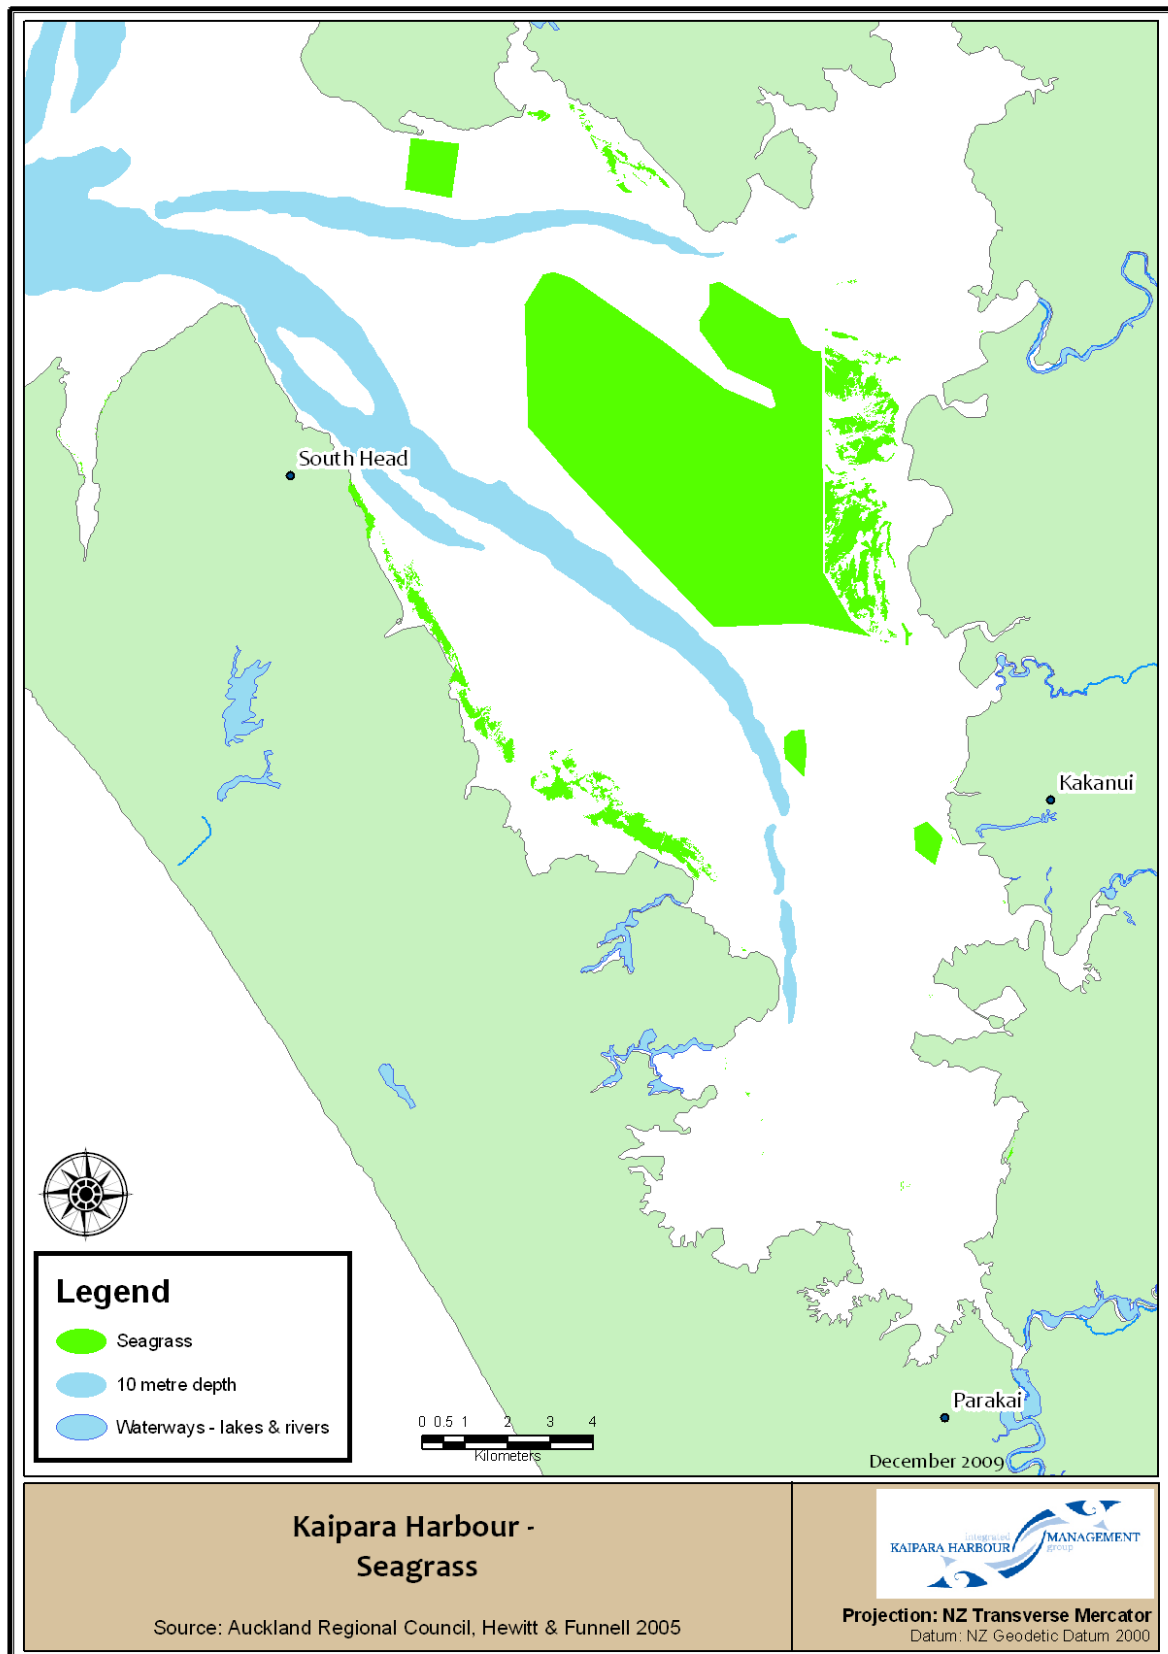 South Head
Kakanui
Parakai
December 2009
Legend
Seagrass
10 metre depth
Waterways - lakes & rivers
0 0.5 1 2 3 4
Kilometers
Kaipara Harbour -
Seagrass
Source: Auckland Regional Council, Hewitt & Funnell 2005
integrated
KAIPARA HARBOUR MANAGEMENT
group
Projection: NZ Transverse Mercator
Datum: NZ Geodetic Datum 2000